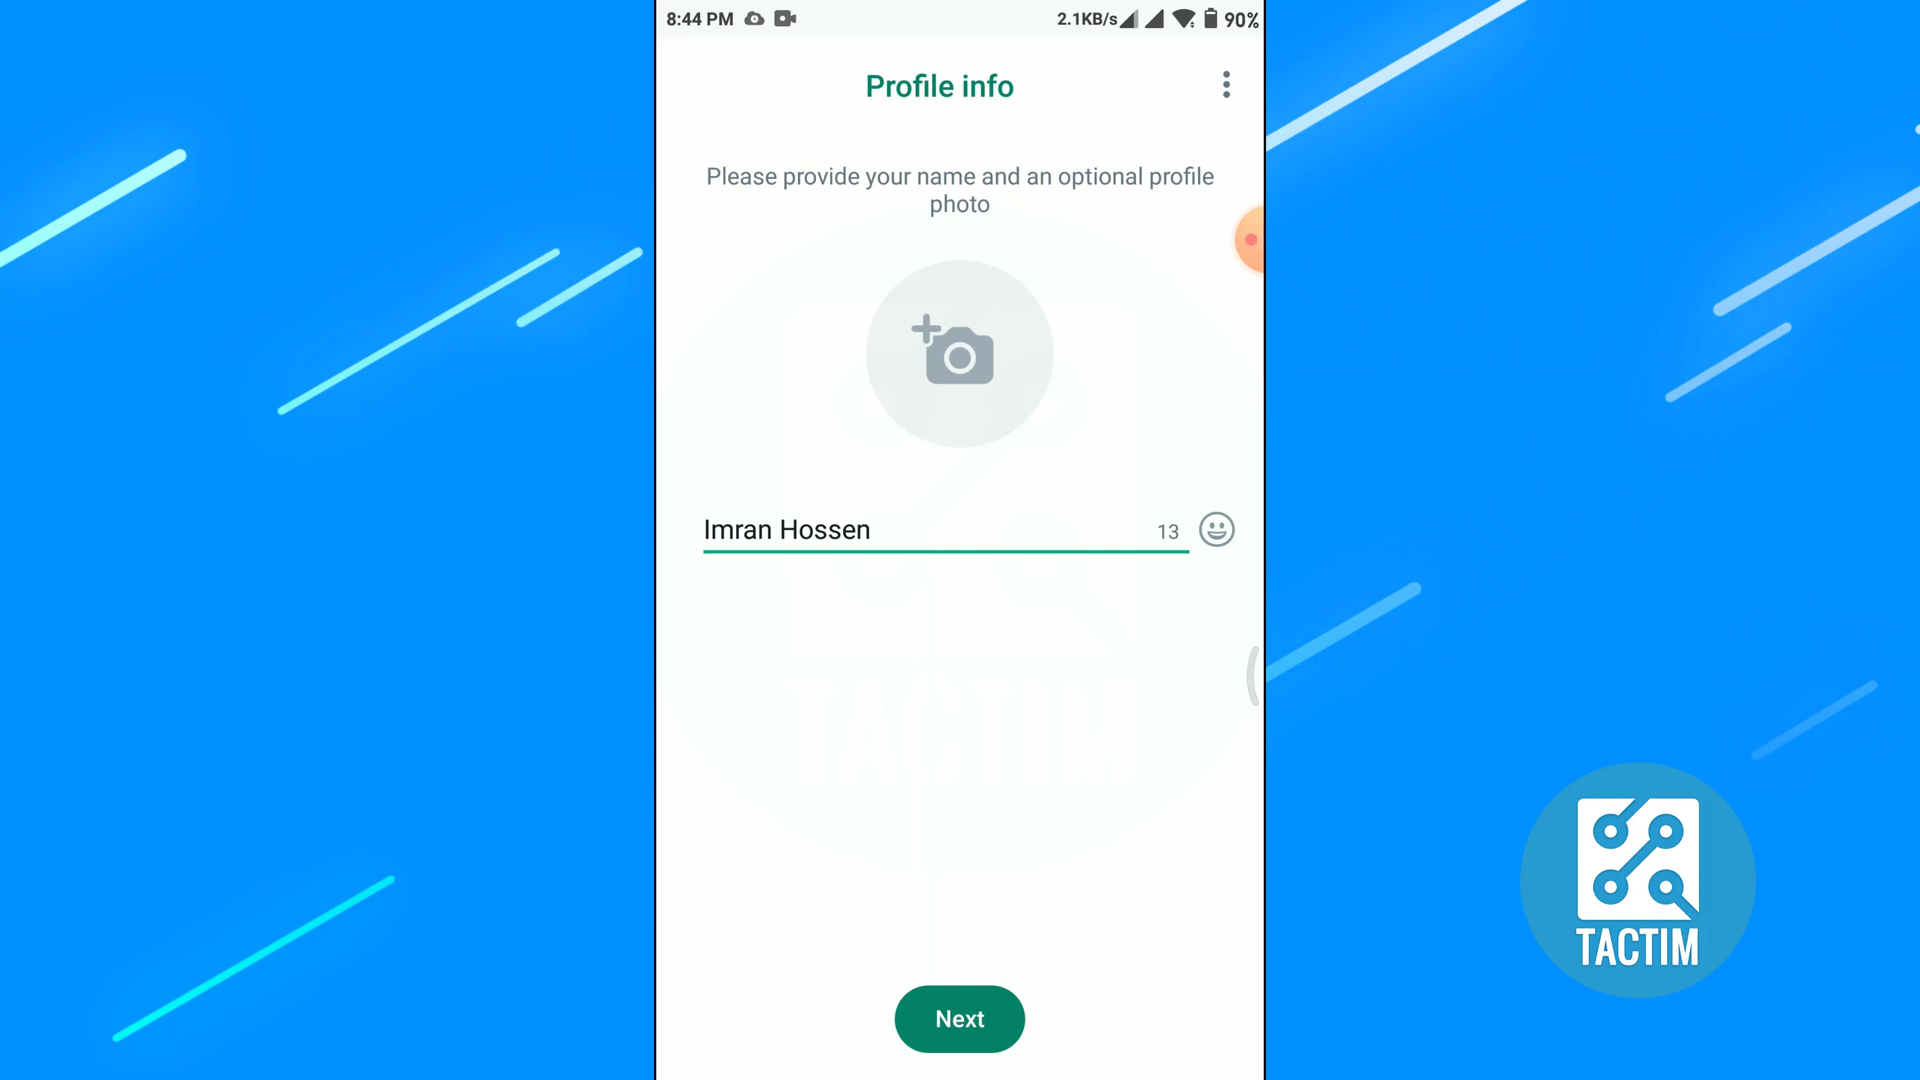 8:44 PM 2.1KB/s 90%
Profile info
Please provide your name and an optional profile
photo
Imran Hossen 13
TACTIM
Next
TACTIM